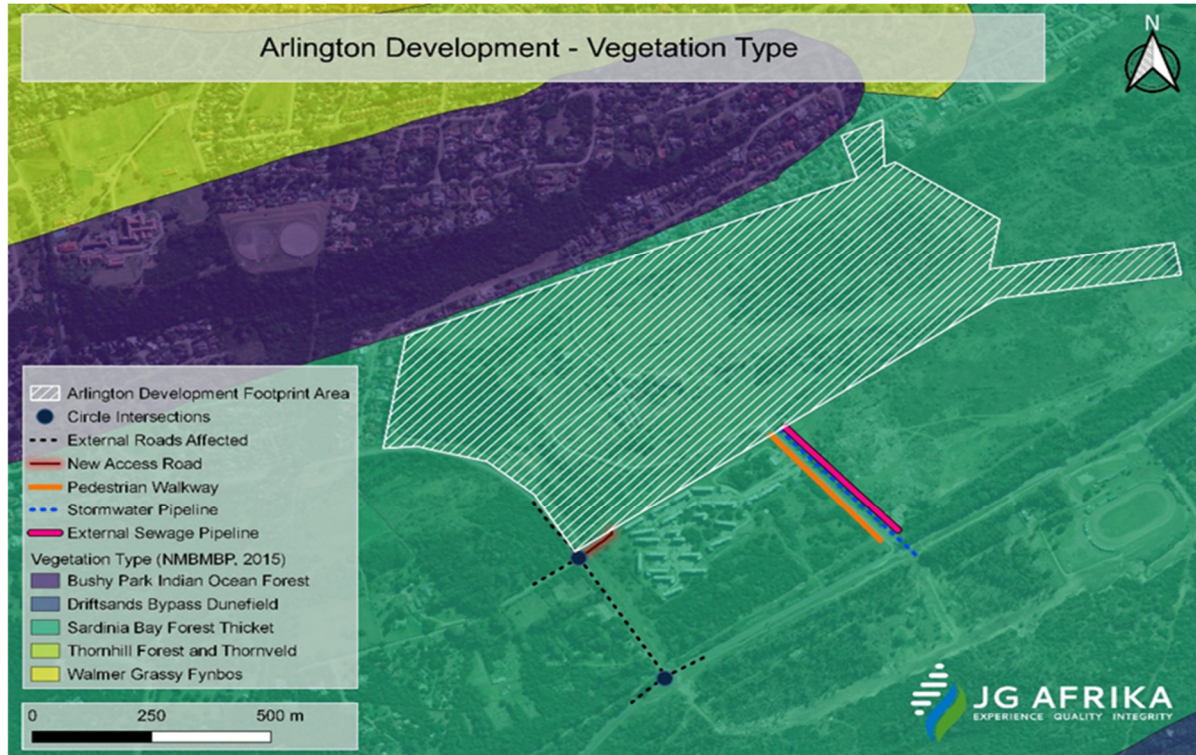 Arlington Development - Vegetation Type
N
Arlington Development Footprint Area
Circle Intersections
External Roads Affected
New Access Road
Pedestrian Walkway
Stormwater Pipeline
External Sewage Pipeline
Vegetation Type (NMBMBP, 2015)
Bushy Park Indian Ocean Forest
Driftsands Bypass Dunefield
Sardinia Bay Forest Thicket
Thornhill Forest and Thornveld
Walmer Grassy Fynbos
0 250 500 m
JG AFRIKA
EXPERIENCE QUALITY INTEGRITY